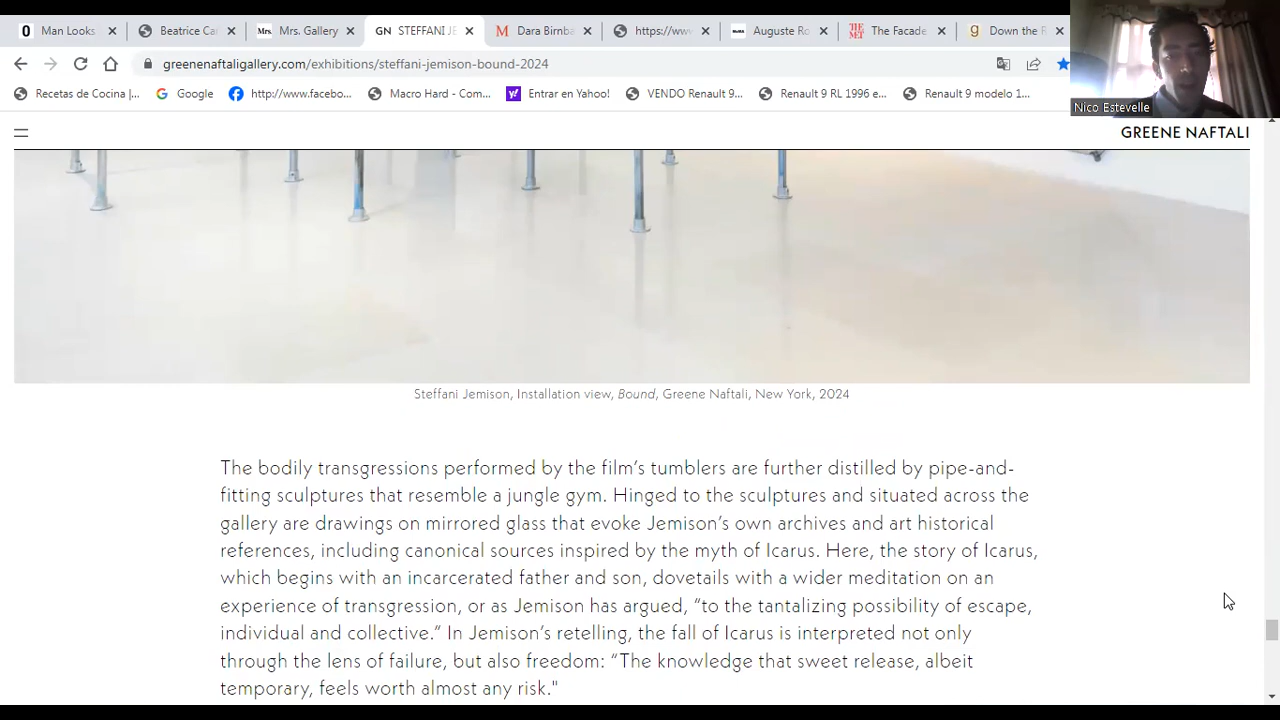 Man Looks
Beatrice Ca
Mrs. Mrs. Gallery
GN STEFFANI JE
Dara Birnba
https://ww
MoMA Auguste Ro
THE MET The Facade
Down the R
greenenaftaligallery.com/exhibitions/steffani-jemison-bound-2024
Nico Estevelle
Recetas de Cocina |...
Google
http://www.facebo...
Macro Hard - Com...
Entrar en Yahoo!
VENDO Renault 9...
Renault 9 RL 1996 e...
Renault 9 modelo 1...
GREENE NAFTALI
Steffani Jemison, Installation view, Bound, Greene Naftali, New York, 2024
The bodily transgressions performed by the film’s tumblers are further distilled by pipe-and-
fitting sculptures that resemble a jungle gym. Hinged to the sculptures and situated across the
gallery are drawings on mirrored glass that evoke Jemison’s own archives and art historical
references, including canonical sources inspired by the myth of Icarus. Here, the story of Icarus,
which begins with an incarcerated father and son, dovetails with a wider meditation on an
experience of transgression, or as Jemison has argued, “to the tantalizing possibility of escape,
individual and collective.” In Jemison’s retelling, the fall of Icarus is interpreted not only
through the lens of failure, but also freedom: “The knowledge that sweet release, albeit
temporary, feels worth almost any risk."